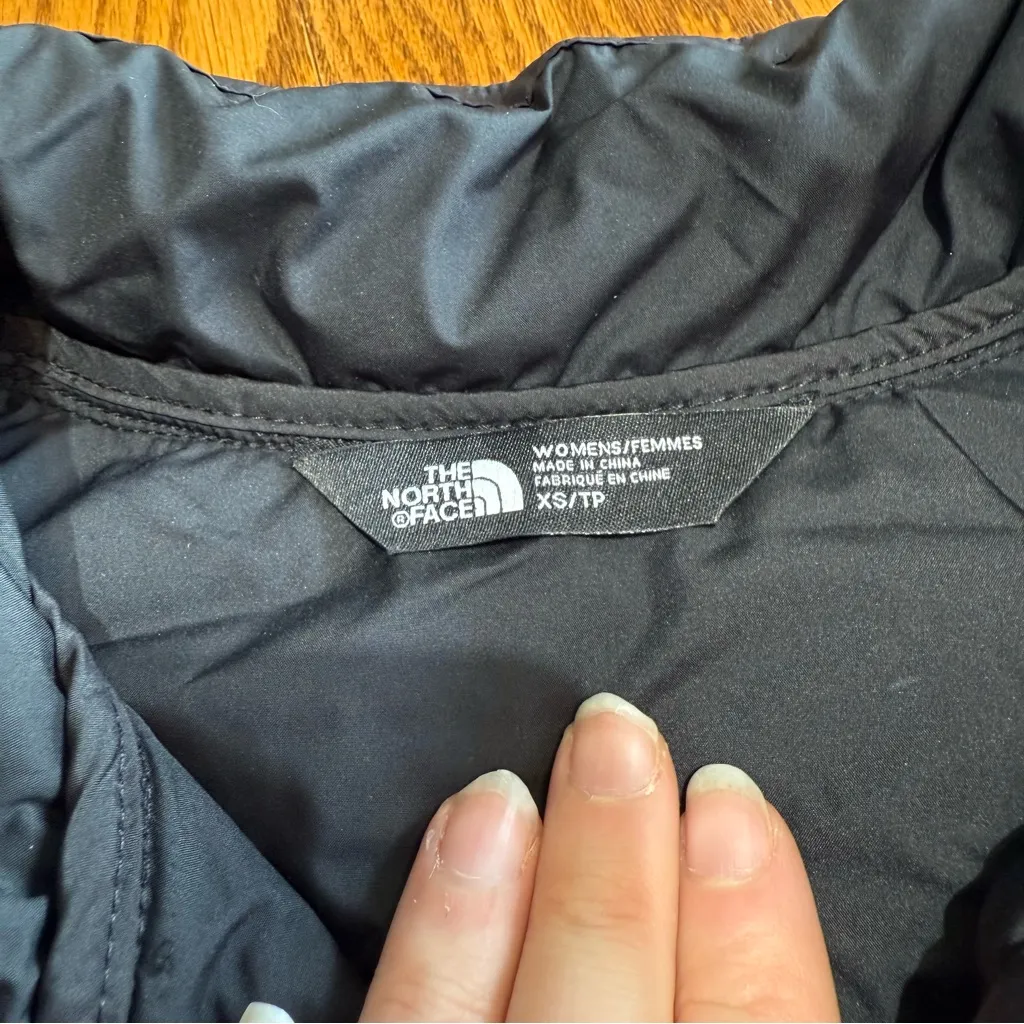 THE
NORTH
®FACE
WOMENS/FEMMES
MADE IN CHINA
FABRIQUÉ EN CHINE
XS/TP